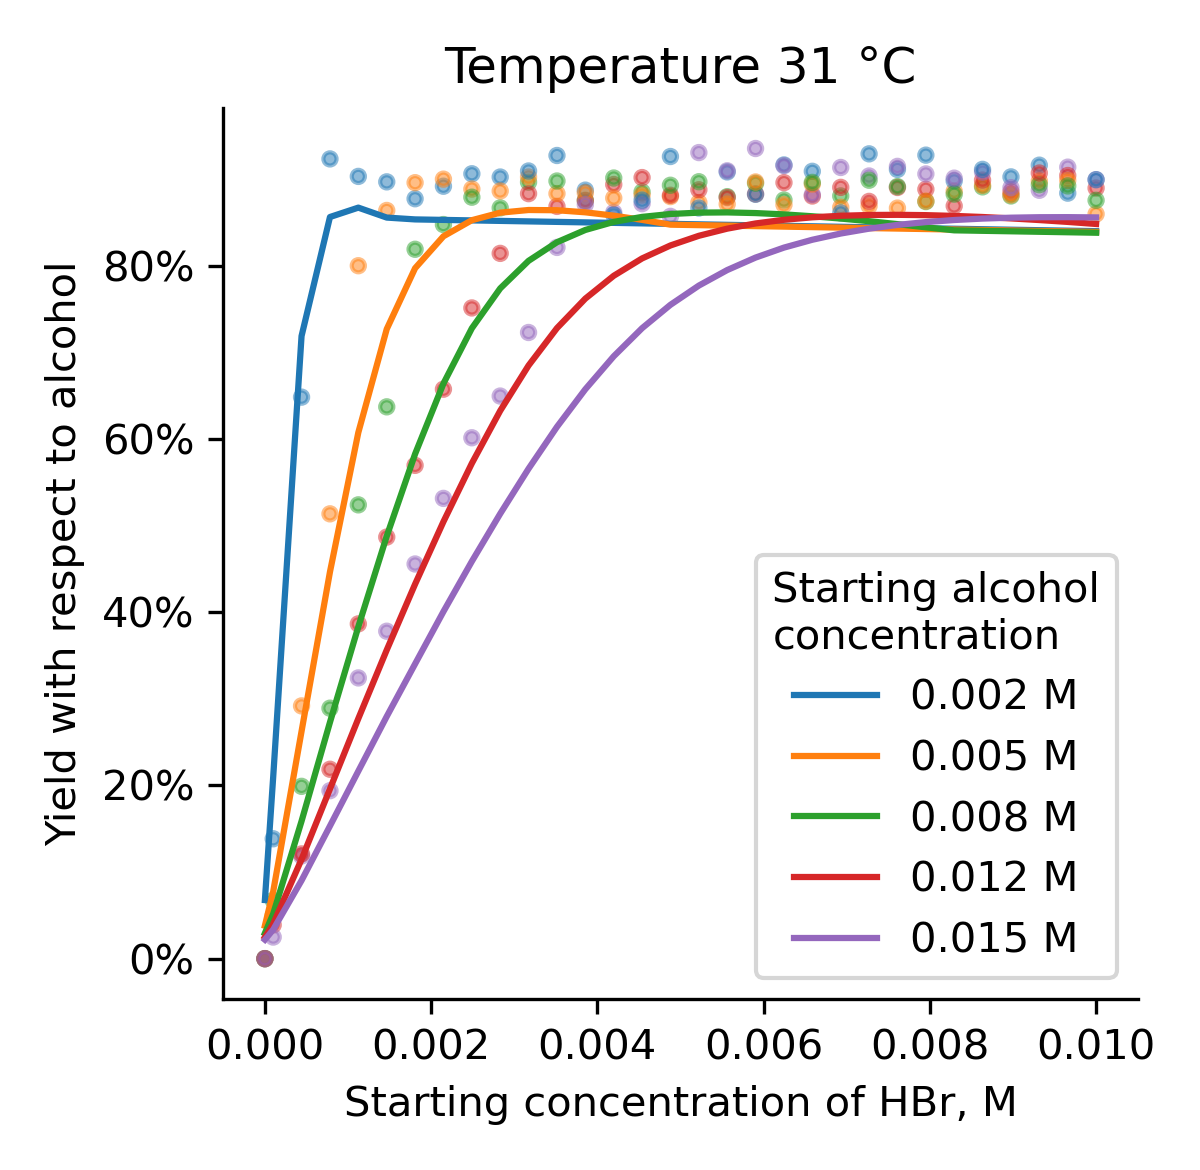 Temperature 31 °C
Yield with respect to alcohol
80%
60%
40%
20%
0%
Starting alcohol
concentration
0.002 M
0.005 M
0.008 M
0.012 M
0.015 M
0.000 0.002 0.004 0.006 0.008 0.010
Starting concentration of HBr, M